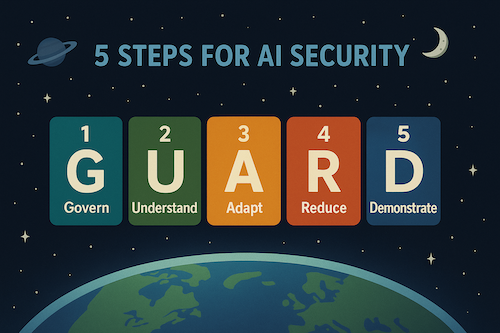 5 STEPS FOR AI SECURITY
1 2 3 4 5
G U A R D
Govern Understand Adapt Reduce Demonstrate